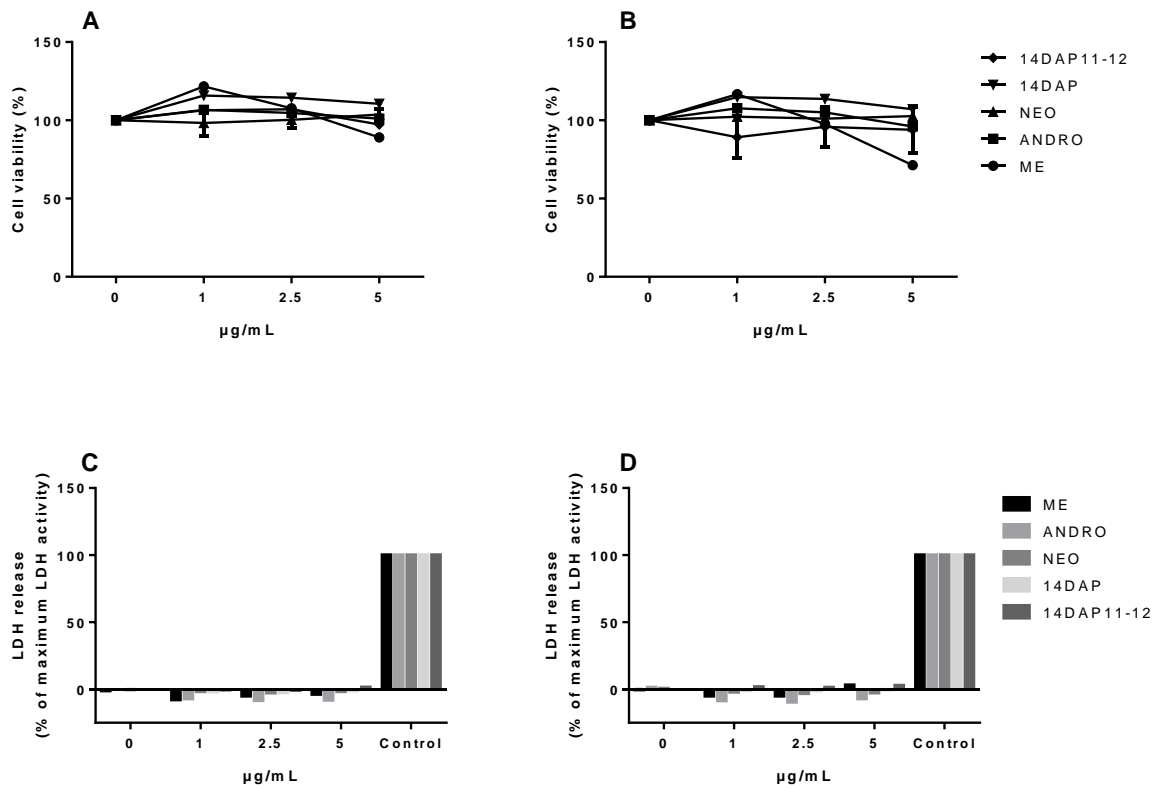 A
150
100
50
0
Cell viability (%)
0 1 2.5 5
µg/mL
B
150
100
50
0
Cell viability (%)
0 1 2.5 5
µg/mL
14DAP11-12
14DAP
NEO
ANDRO
ME
C
150
100
50
0
LDH release
(% of maximum LDH activity)
0 1 2.5 5 Control
µg/mL
D
150
100
50
0
LDH release
(% of maximum LDH activity)
0 1 2.5 5 Control
µg/mL
ME
ANDRO
NEO
14DAP
14DAP11-12